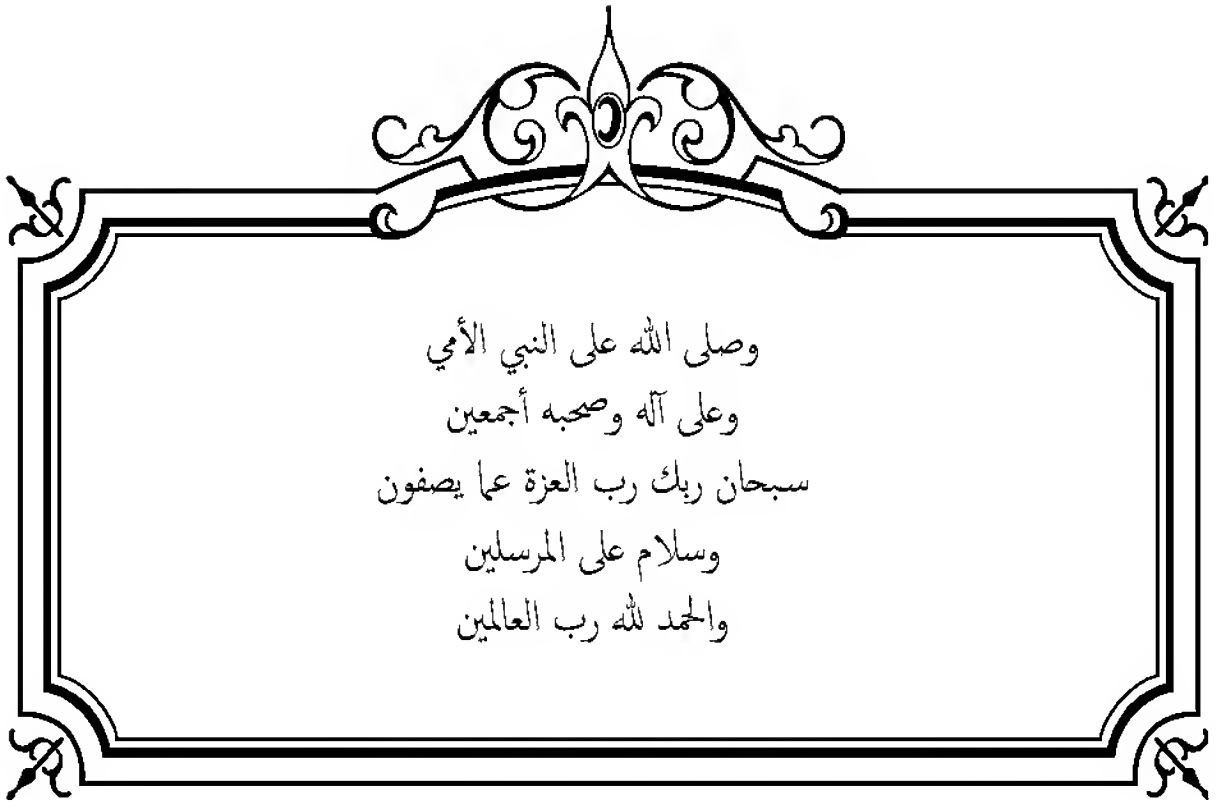 وصلى الله على النبي الأمي
وعلى آله وصحبه أجمعين
سبحان ربك رب العزة عما يصفون
وسلام على المرسلين
والحمد لله رب العالمين